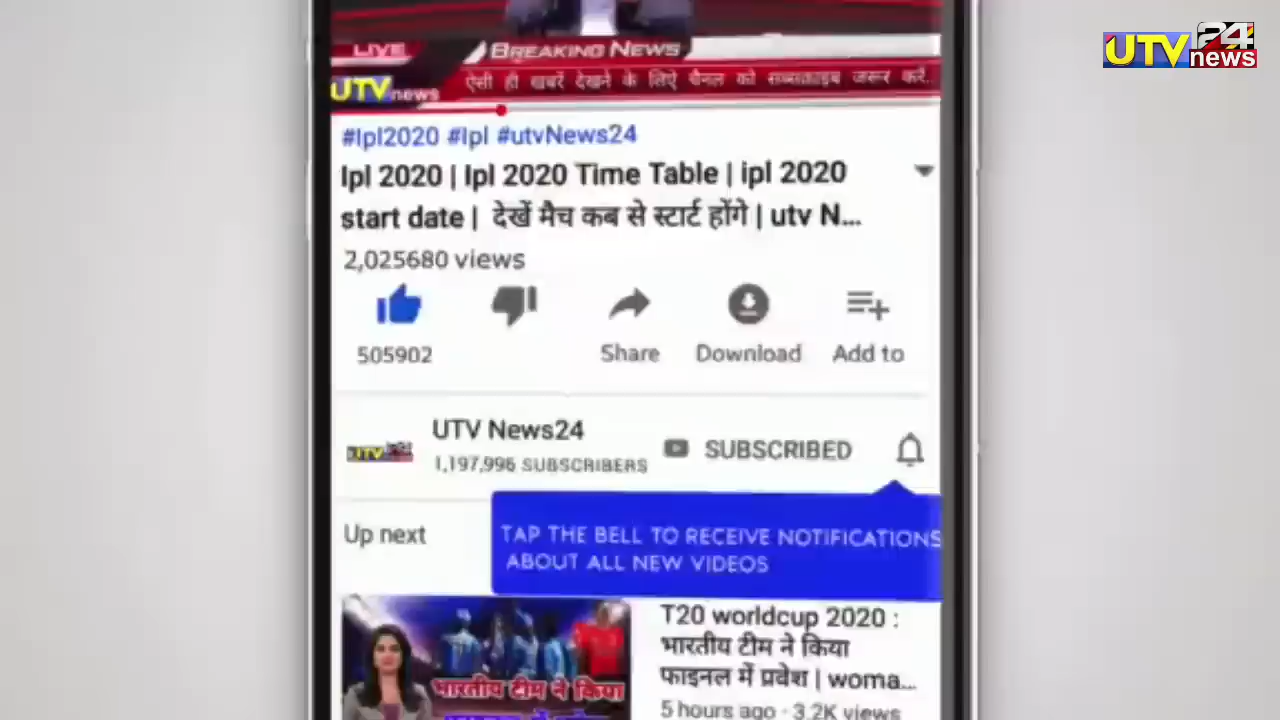 UTV 24 news
LIVE BREAKING NEWS
UTV news ऐसी ही खबरें देखने के लिऐं चैनल को सब्सक्राइब जरूर करें..
#Ipl2020 #Ipl #utvNews24
Ipl 2020 | Ipl 2020 Time Table | ipl 2020
start date | देखें मैच कब से स्टार्ट होंगे | utv N...
2,025680 views
505902 Share Download Add to
UTV News24
1,197,996 SUBSCRIBERS
SUBSCRIBED
Up next
TAP THE BELL TO RECEIVE NOTIFICATIONS
ABOUT ALL NEW VIDEOS
T20 worldcup 2020 :
भारतीय टीम ने किया
फाइनल में प्रवेश | woma...
5 hours ago · 3.2K views
भारतीय टीम ने किया